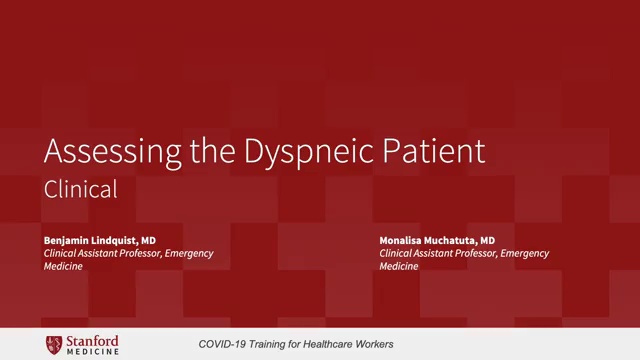 Assessing the Dyspneic Patient
Clinical
Benjamin Lindquist, MD
Clinical Assistant Professor, Emergency
Medicine
Monalisa Muchatuta, MD
Clinical Assistant Professor, Emergency
Medicine
Stanford
MEDICINE
COVID-19 Training for Healthcare Workers